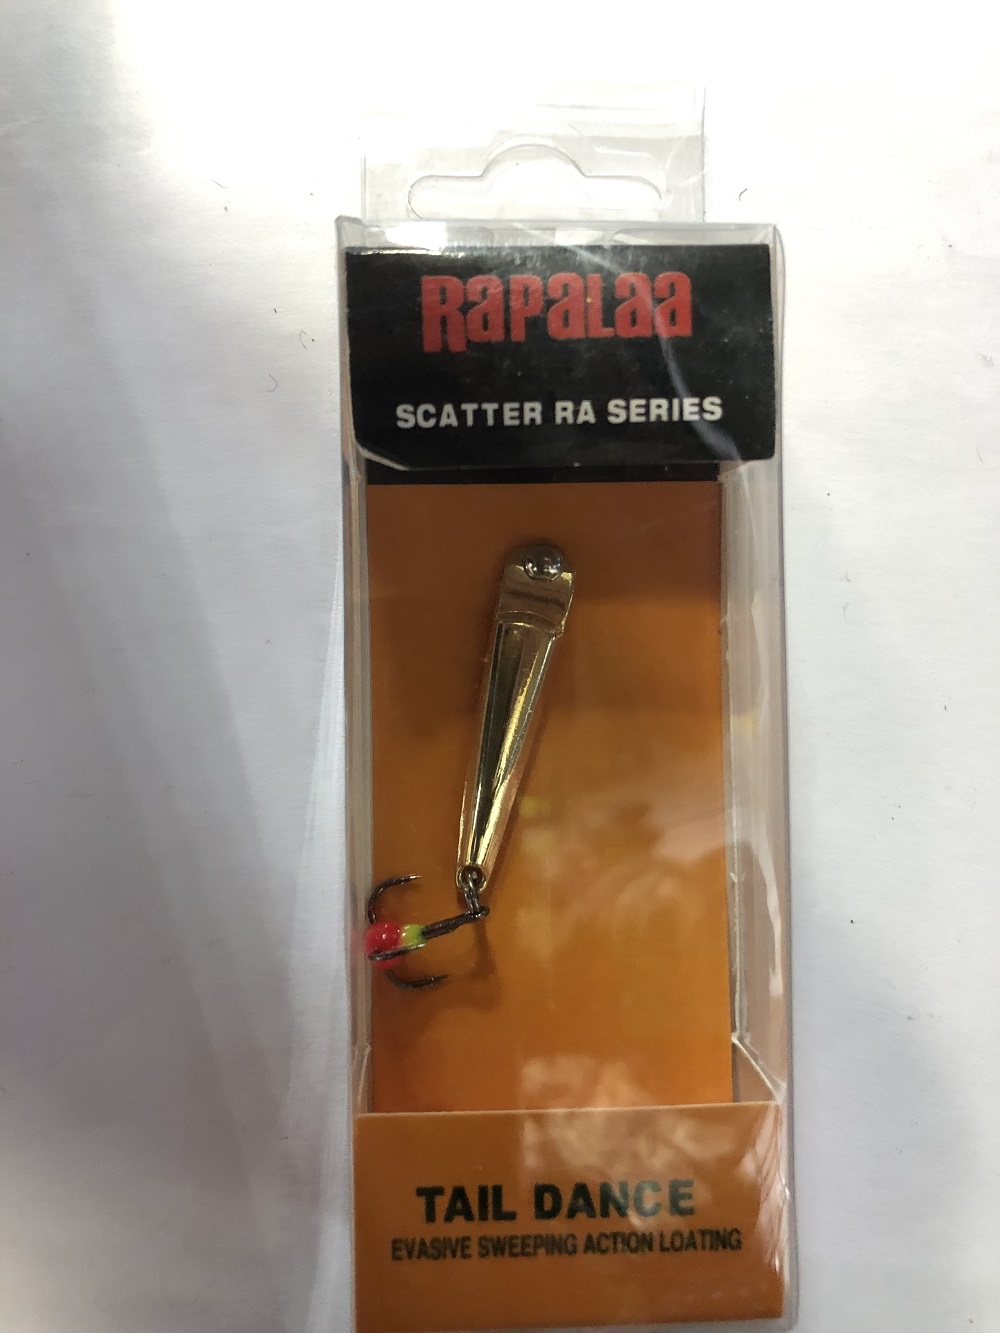 RAPALAA
SCATTER RA SERIES
TAIL DANCE
EVASIVE SWEEPING ACTION LOATING